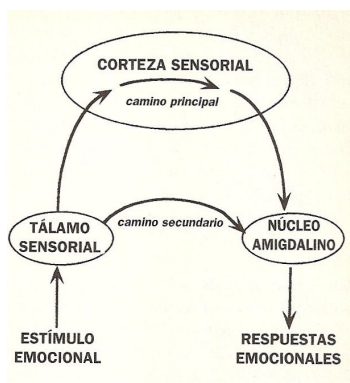 CORTEZA SENSORIAL
camino principal
TÁLAMO
SENSORIAL
camino secundario
NÚCLEO
AMIGDALINO
ESTÍMULO
EMOCIONAL
RESPUESTAS
EMOCIONALES